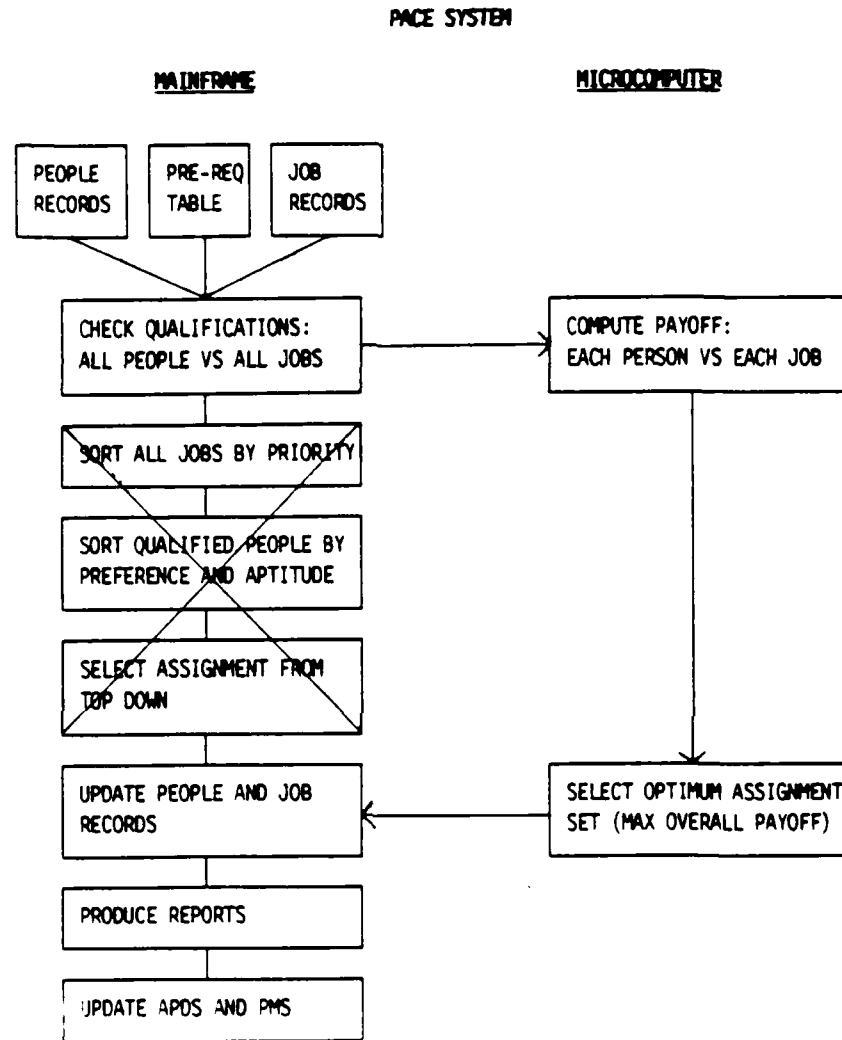 PACE SYSTEM
MAINFRAME
MICROCOMPUTER
PEOPLE
RECORDS
PRE-REQ
TABLE
JOB
RECORDS
CHECK QUALIFICATIONS:
ALL PEOPLE VS ALL JOBS
COMPUTE PAYOFF:
EACH PERSON VS EACH JOB
SORT ALL JOBS BY PRIORITY
SORT QUALIFIED PEOPLE BY
PREFERENCE AND APTITUDE
SELECT ASSIGNMENT FROM
TOP DOWN
UPDATE PEOPLE AND JOB
RECORDS
SELECT OPTIMUM ASSIGNMENT
SET (MAX OVERALL PAYOFF)
PRODUCE REPORTS
UPDATE APDS AND PMS